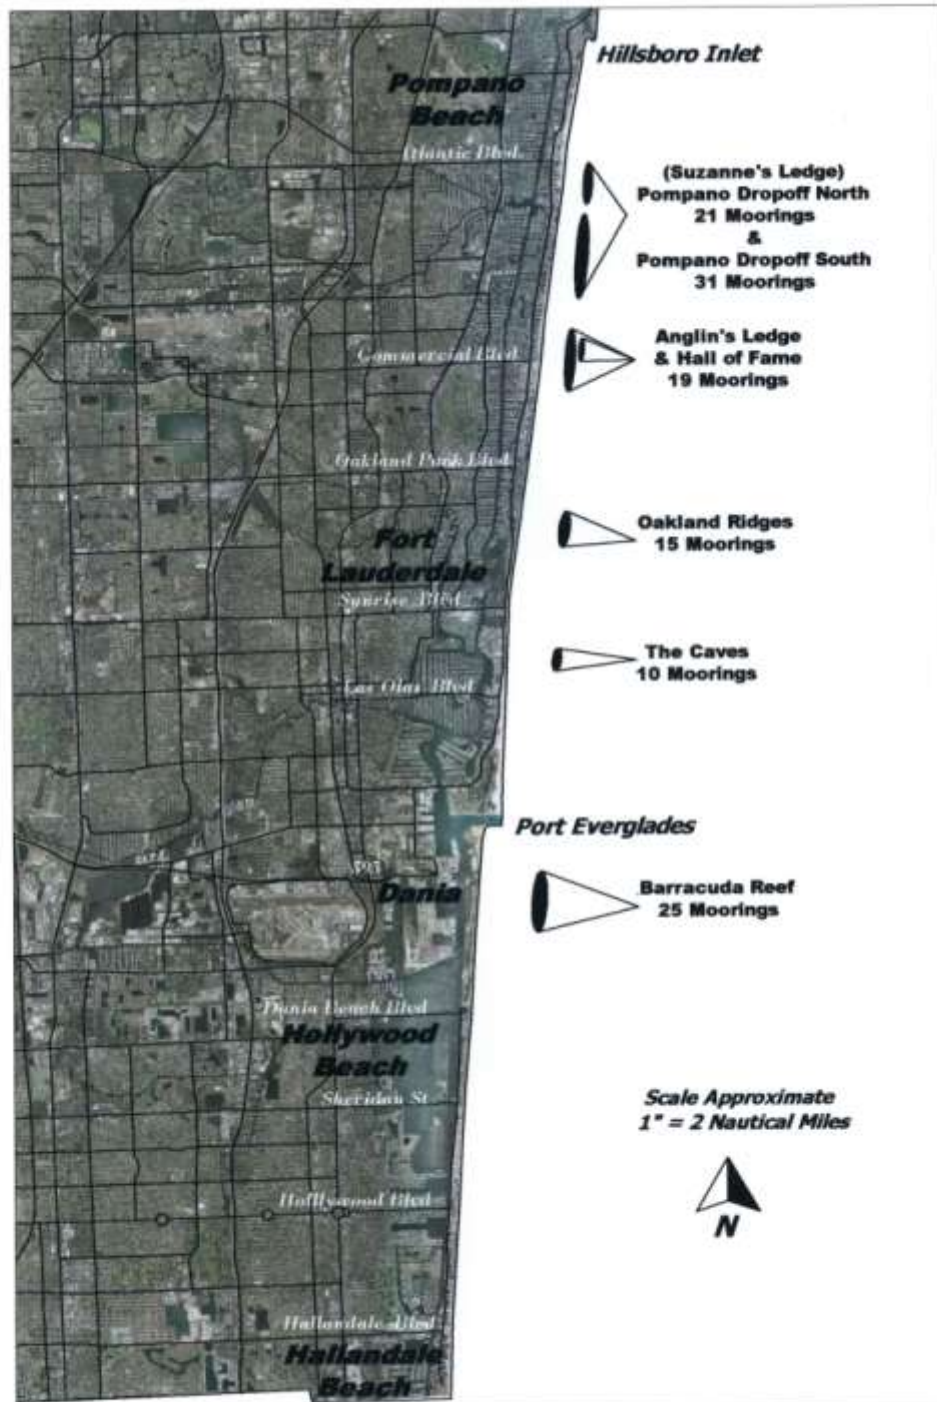 Hillsboro Inlet
Pompano
Beach
Atlantic Blvd.
(Suzanne's Ledge)
Pompano Dropoff North
21 Moorings
&
Pompano Dropoff South
31 Moorings
Commercial Blvd
Anglin's Ledge
& Hall of Fame
19 Moorings
Oakland Park Blvd
Fort
Lauderdale
Oakland Ridges
15 Moorings
Sunrise Blvd
The Caves
10 Moorings
Las Olas Blvd
Port Everglades
595
Dania
Barracuda Reef
25 Moorings
Dania Beach Blvd
Hollywood
Beach
Sheridan St
Scale Approximate
1" = 2 Nautical Miles
N
Hollywood Blvd
Hallandale Blvd
Hallandale
Beach